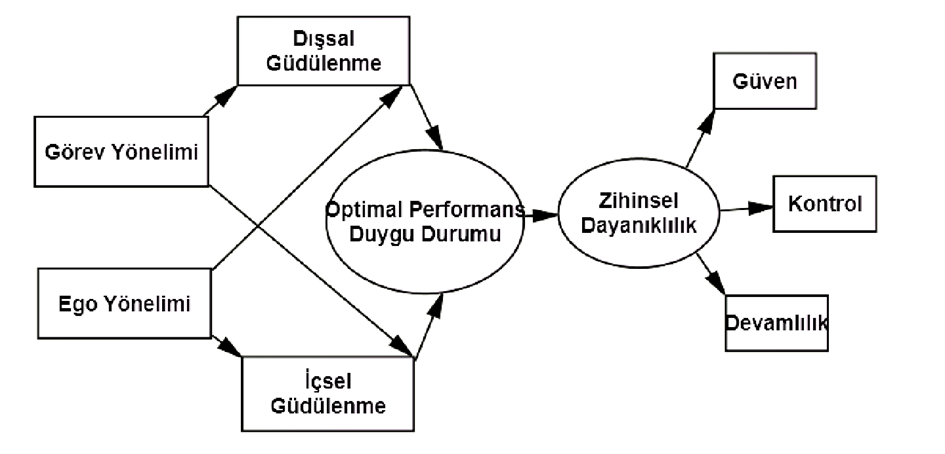 Dışsal
Güdülenme
Görev Yönelimi
Ego Yönelimi
İçsel
Güdülenme
Optimal Performans
Duygu Durumu
Zihinsel
Dayanıklılık
Güven
Kontrol
Devamlılık